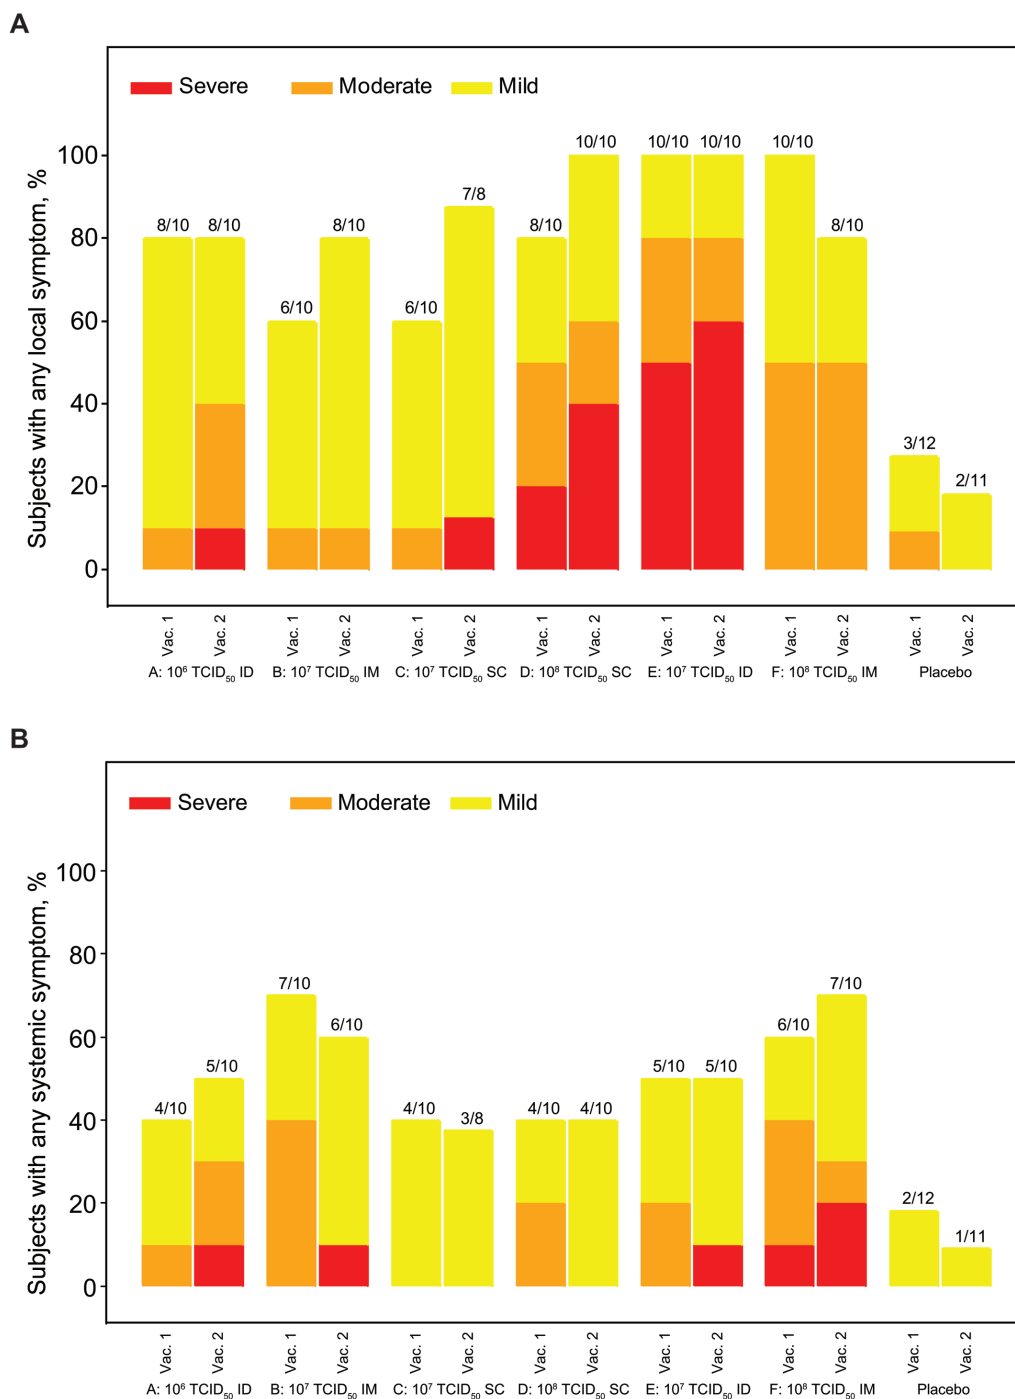 A
Severe Moderate Mild
Subjects with any local symptom, %
100
80
60
40
20
0
8/10 8/10 6/10 8/10 6/10 7/8 8/10 10/10 10/10 10/10 10/10 8/10 3/12 2/11
Vac. 1 Vac. 2 Vac. 1 Vac. 2 Vac. 1 Vac. 2 Vac. 1 Vac. 2 Vac. 1 Vac. 2 Vac. 1 Vac. 2 Vac. 1 Vac. 2
A: 10⁶ TCID₅₀ ID B: 10⁷ TCID₅₀ IM C: 10⁷ TCID₅₀ SC D: 10⁸ TCID₅₀ SC E: 10⁷ TCID₅₀ ID F: 10⁸ TCID₅₀ IM Placebo
B
Severe Moderate Mild
Subjects with any systemic symptom, %
100
80
60
40
20
0
4/10 5/10 7/10 6/10 4/10 3/8 4/10 4/10 5/10 5/10 6/10 7/10 2/12 1/11
Vac. 1 Vac. 2 Vac. 1 Vac. 2 Vac. 1 Vac. 2 Vac. 1 Vac. 2 Vac. 1 Vac. 2 Vac. 1 Vac. 2 Vac. 1 Vac. 2
A: 10⁶ TCID₅₀ ID B: 10⁷ TCID₅₀ IM C: 10⁷ TCID₅₀ SC D: 10⁸ TCID₅₀ SC E: 10⁷ TCID₅₀ ID F: 10⁸ TCID₅₀ IM Placebo